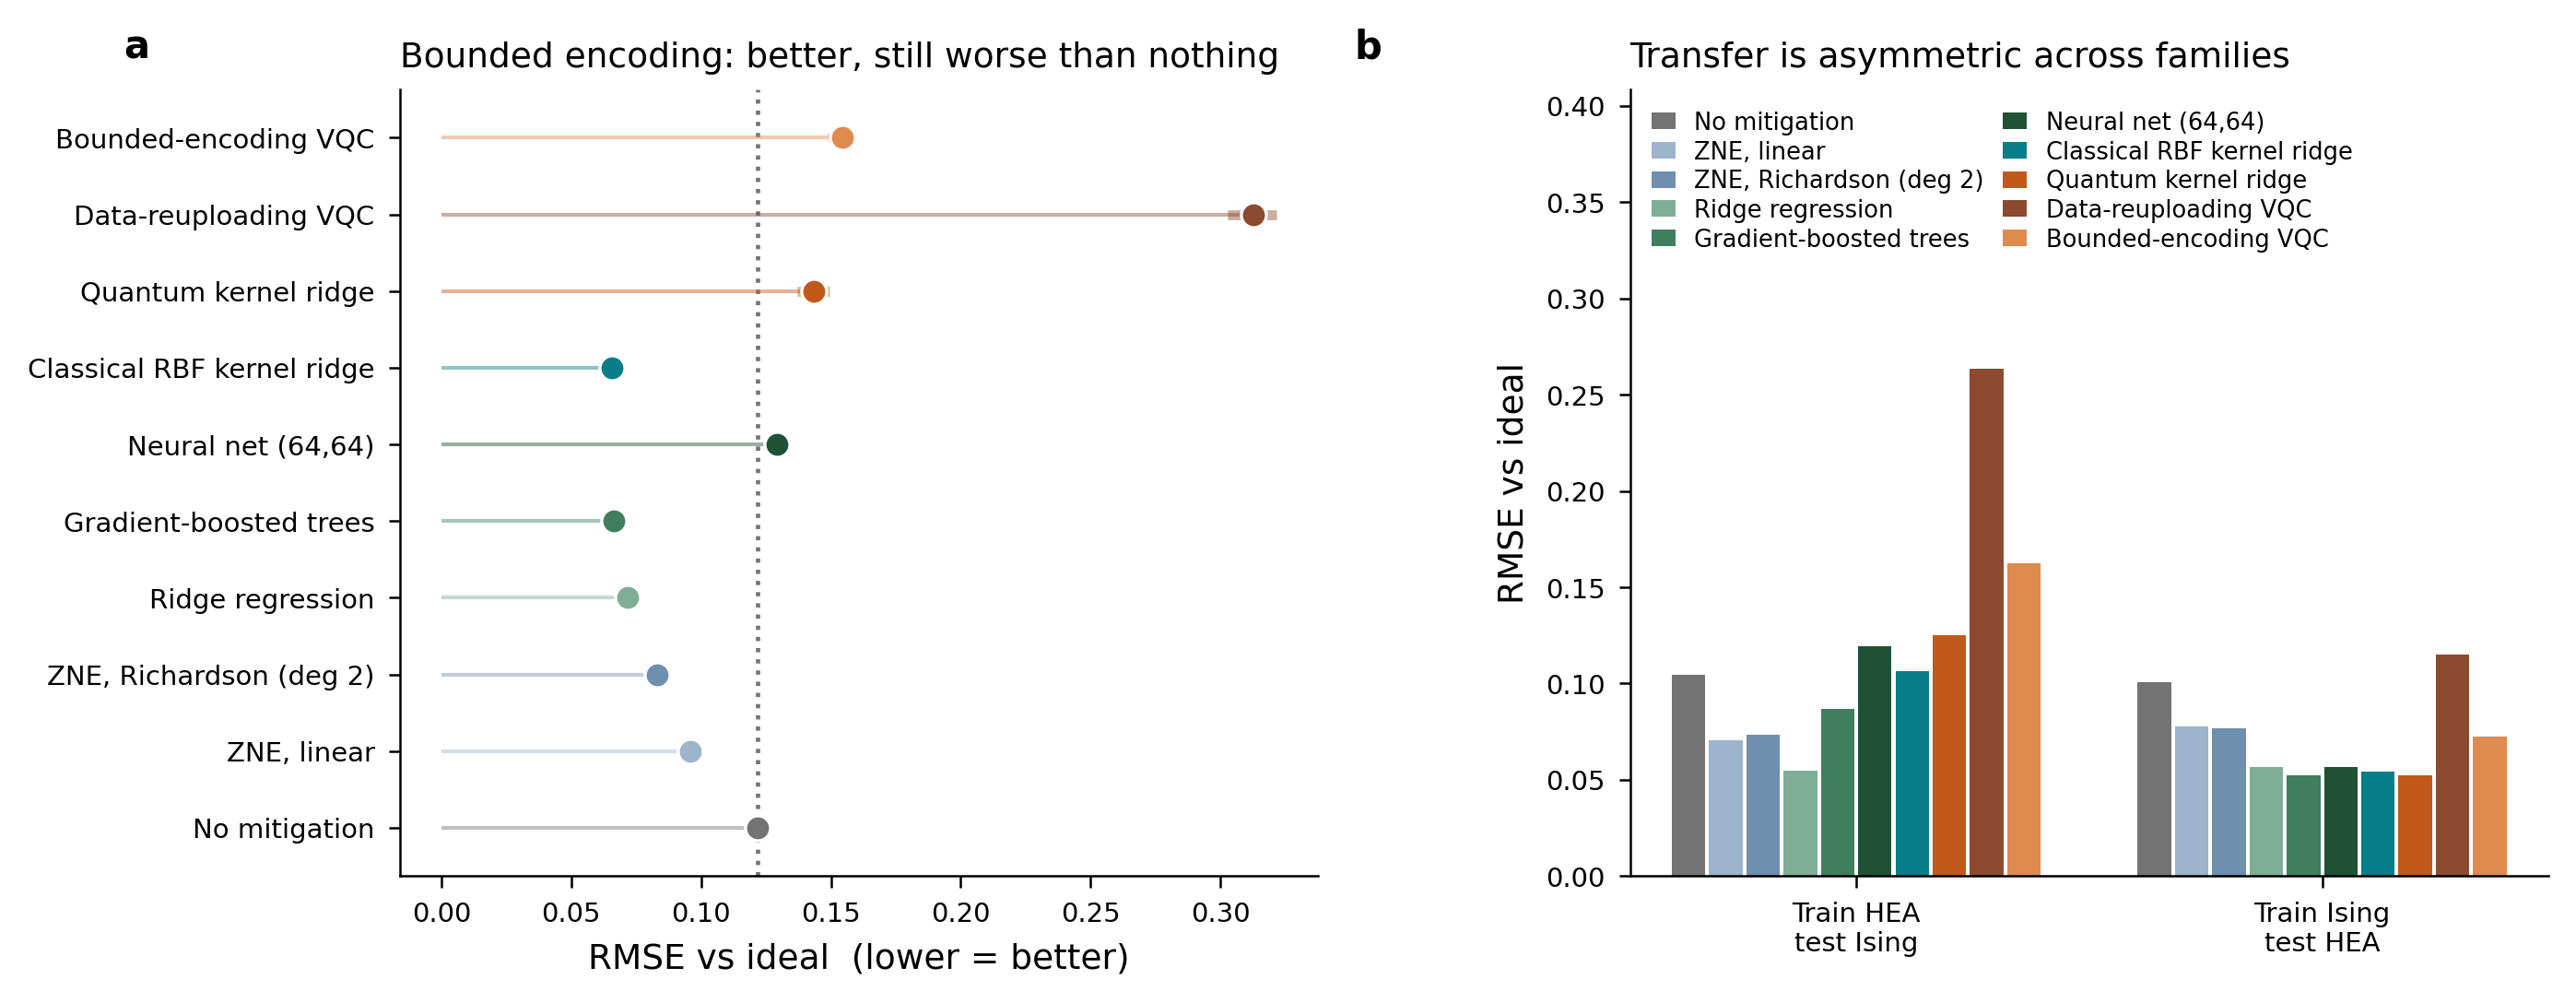 a
Bounded encoding: better, still worse than nothing
Bounded-encoding VQC
Data-reuploading VQC
Quantum kernel ridge
Classical RBF kernel ridge
Neural net (64,64)
Gradient-boosted trees
Ridge regression
ZNE, Richardson (deg 2)
ZNE, linear
No mitigation
0.00 0.05 0.10 0.15 0.20 0.25 0.30
RMSE vs ideal (lower = better)
b
Transfer is asymmetric across families
No mitigation
ZNE, linear
ZNE, Richardson (deg 2)
Ridge regression
Gradient-boosted trees
Neural net (64,64)
Classical RBF kernel ridge
Quantum kernel ridge
Data-reuploading VQC
Bounded-encoding VQC
RMSE vs ideal
0.40
0.35
0.30
0.25
0.20
0.15
0.10
0.05
0.00
Train HEA
test Ising
Train Ising
test HEA